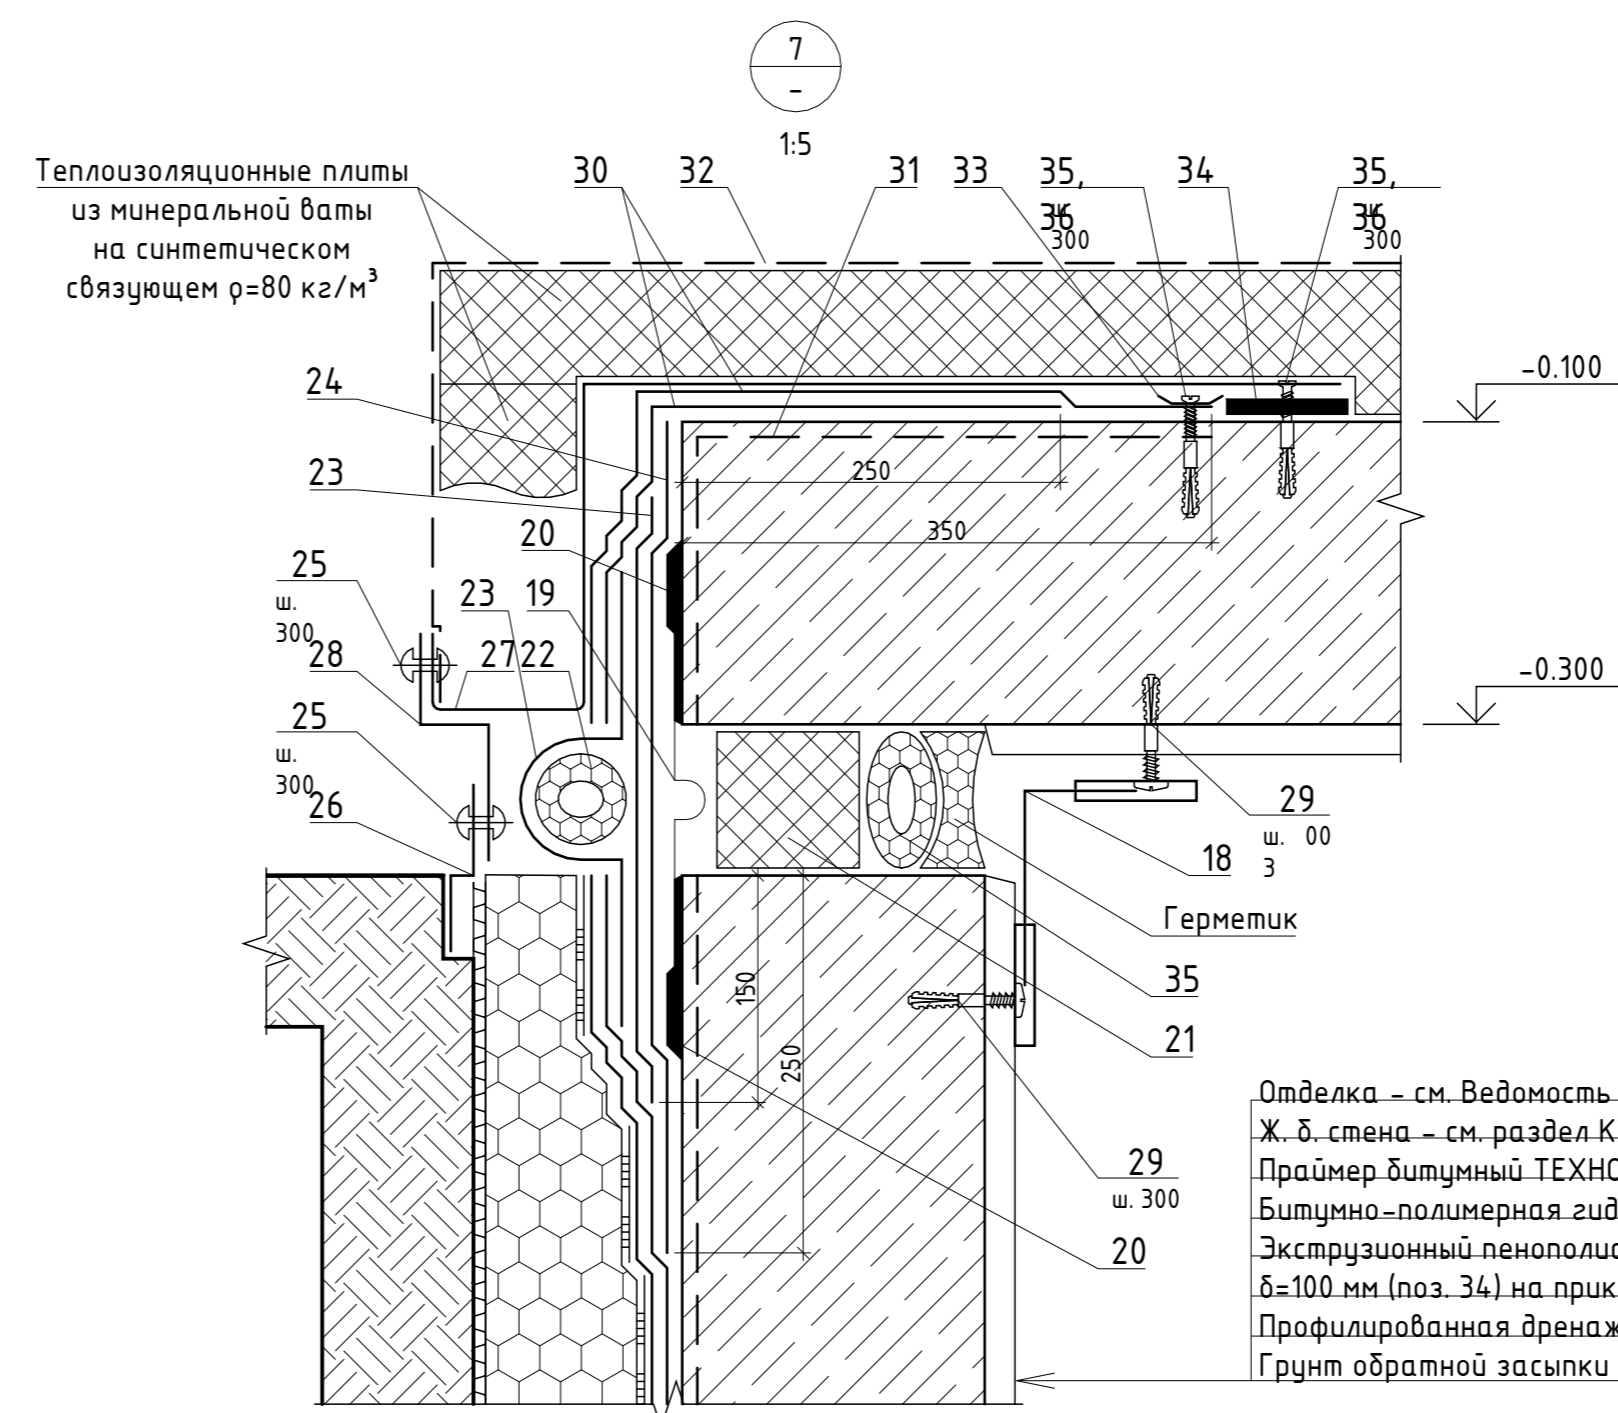 7
-
1:5
Теплоизоляционные плиты
из минеральной ваты
на синтетическом
связующем ρ=80 кг/м³
30
32
31
33
35,
36
300
34
35,
36
300
-0.100
24
250
23
350
20
25
ш.
300
23
19
28
27
22
-0.300
25
ш.
300
26
29
ш. 00
3
18
Герметик
35
150
21
250
29
ш. 300
20
Отделка - см. Ведомость
Ж. б. стена - см. раздел К
Праймер битумный ТЕХНО
Битумно-полимерная гид
Экструзионный пенополис
δ=100 мм (поз. 34) на прик
Профилированная дренаж
Грунт обратной засыпки